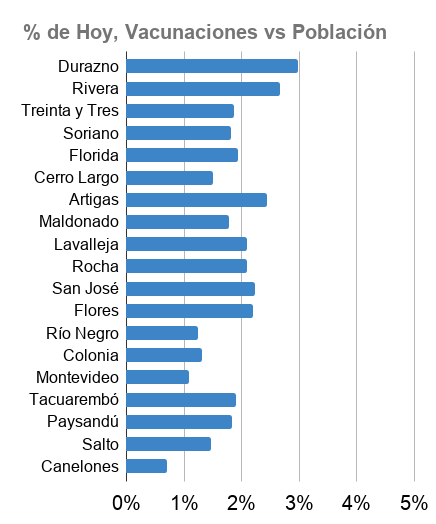 % de Hoy, Vacunaciones vs Población
Durazno
Rivera
Treinta y Tres
Soriano
Florida
Cerro Largo
Artigas
Maldonado
Lavalleja
Rocha
San José
Flores
Río Negro
Colonia
Montevideo
Tacuarembó
Paysandú
Salto
Canelones
0% 1% 2% 3% 4% 5%